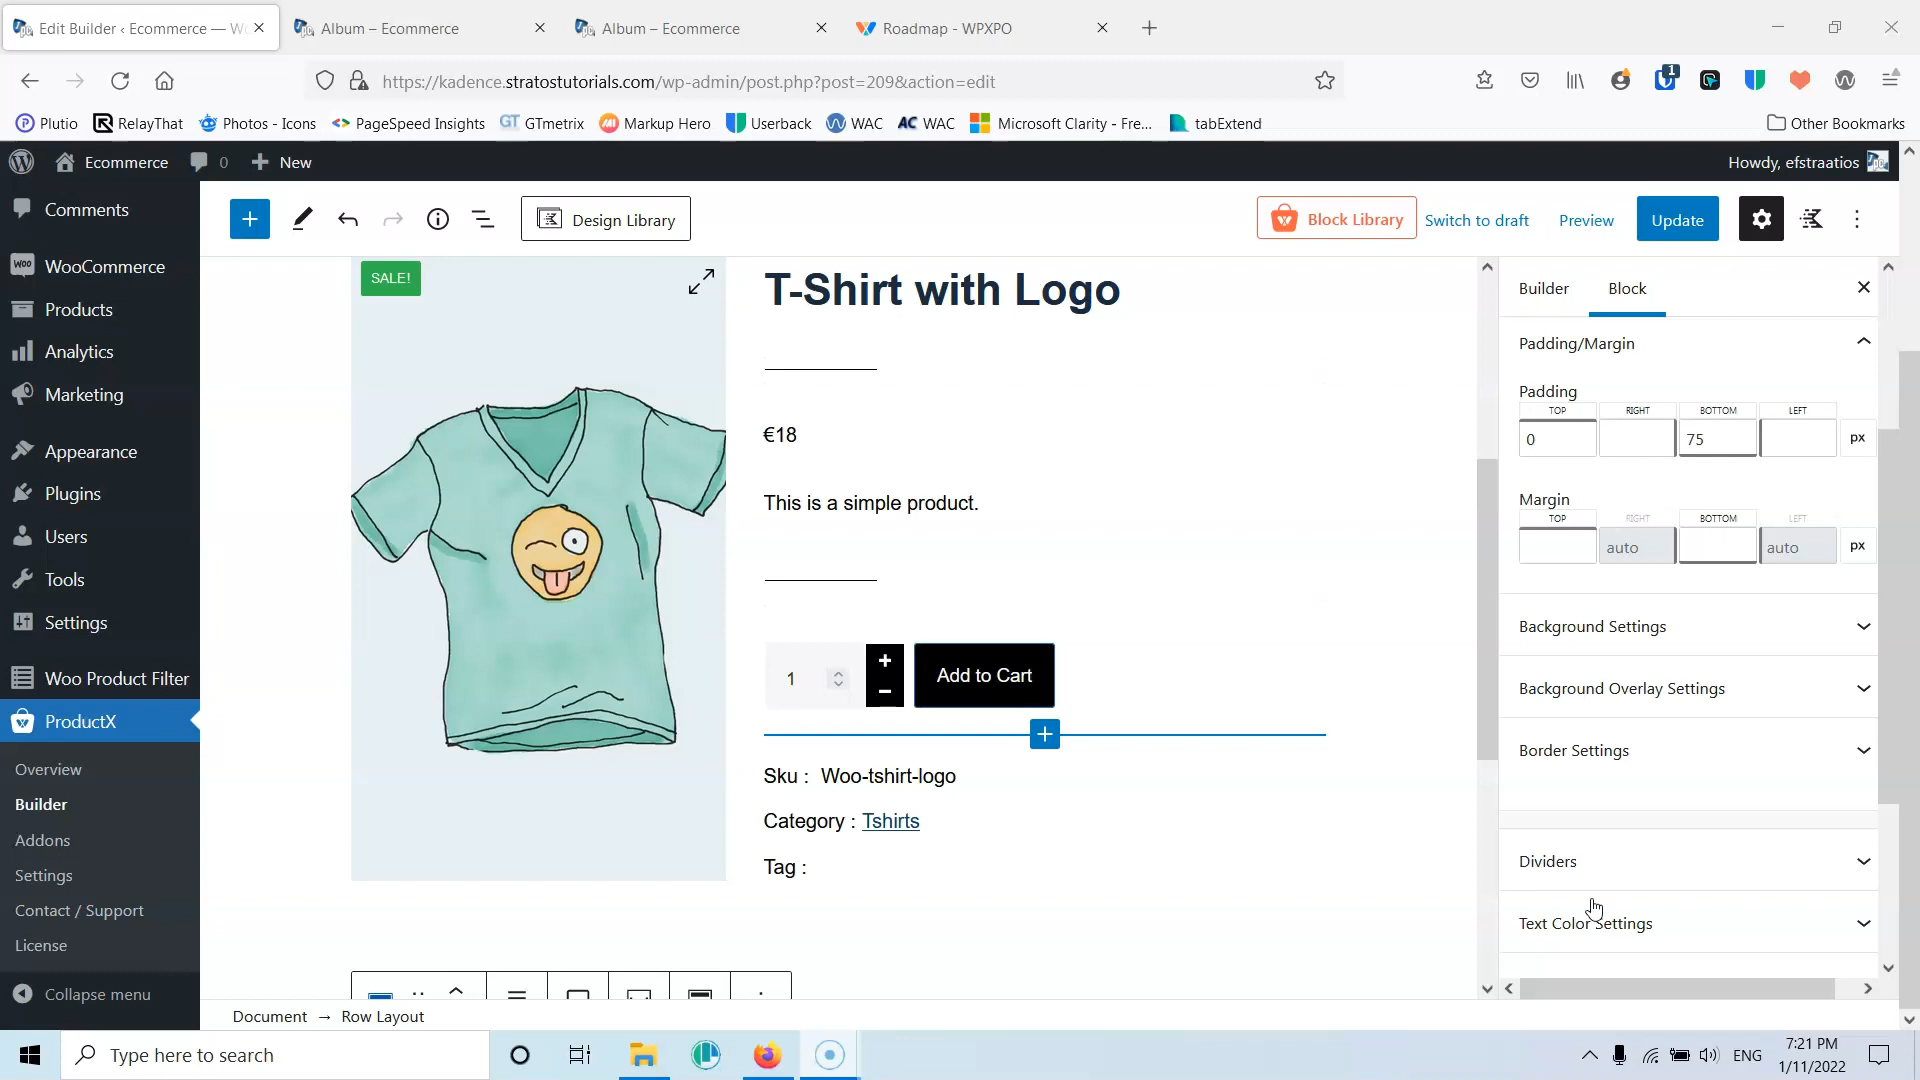 Edit Builder ‹ Ecommerce — Wo
Album – Ecommerce
Album – Ecommerce
Roadmap - WPXPO
https://kadence.stratostutorials.com/wp-admin/post.php?post=209&action=edit
1
Plutio
RelayThat
Photos - Icons
PageSpeed Insights
GTmetrix
Markup Hero
Userback
WAC
AC WAC
Microsoft Clarity - Fre...
tabExtend
Other Bookmarks
Ecommerce
0
New
Howdy, efstraatios
Comments
WooCommerce
Products
Analytics
Marketing
Appearance
Plugins
Users
Tools
Settings
Woo Product Filter
ProductX
Overview
Builder
Addons
Settings
Contact / Support
License
Collapse menu
Design Library
Block Library
Switch to draft
Preview
Update
SALE!
T-Shirt with Logo
€18
This is a simple product.
1
+
−
Add to Cart
Sku : Woo-tshirt-logo
Category : Tshirts
Tag :
Document → Row Layout
Builder
Block
Padding/Margin
Padding
TOP RIGHT BOTTOM LEFT
0 75 px
Margin
TOP RIGHT BOTTOM LEFT
auto auto px
Background Settings
Background Overlay Settings
Border Settings
Dividers
Text Color Settings
Type here to search
ENG
7:21 PM
1/11/2022